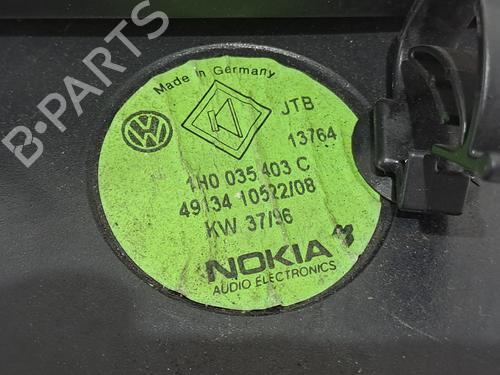 B-PARTS
Made in Germany
JTB
13764
1H0 035 403 C
49134 10522/08
KW 37/96
NOKIA
AUDIO ELECTRONICS